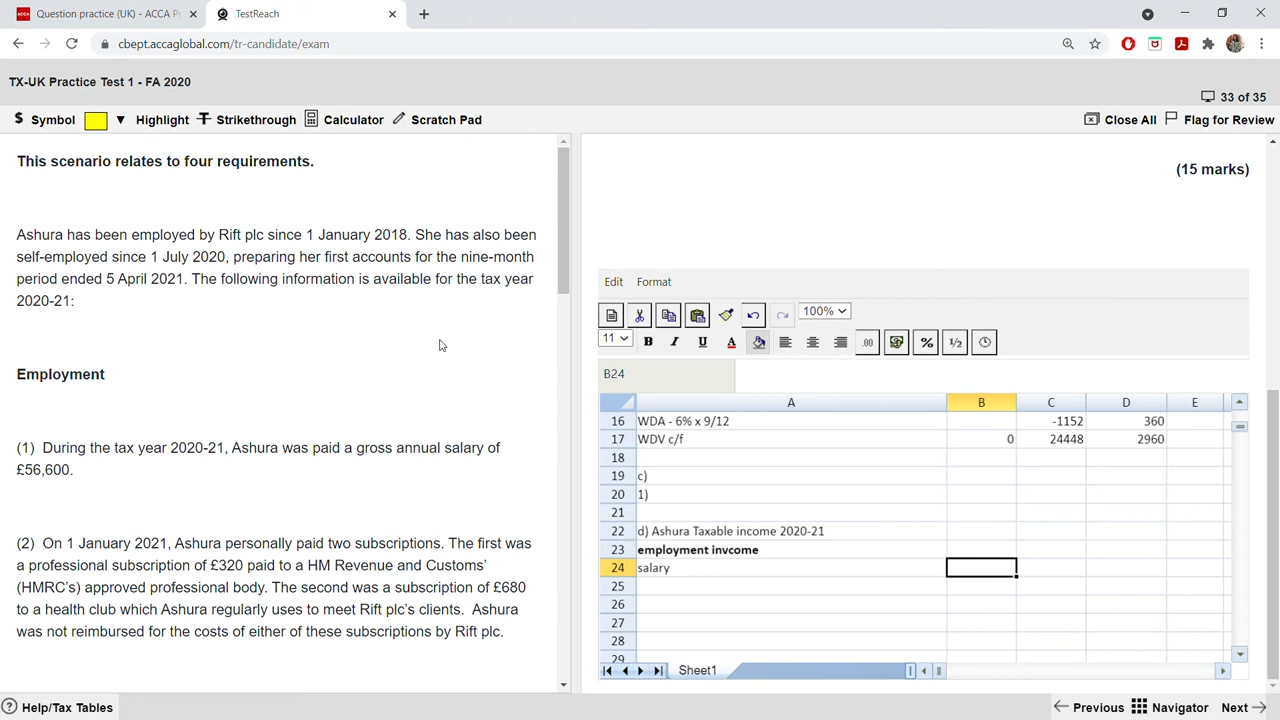 Question practice (UK) - ACCA P
TestReach
cbept.accaglobal.com/tr-candidate/exam
TX-UK Practice Test 1 - FA 2020
33 of 35
$ Symbol Highlight Strikethrough Calculator Scratch Pad Close All Flag for Review
This scenario relates to four requirements.
Ashura has been employed by Rift plc since 1 January 2018. She has also been
self-employed since 1 July 2020, preparing her first accounts for the nine-month
period ended 5 April 2021. The following information is available for the tax year
2020-21:
Employment
(1) During the tax year 2020-21, Ashura was paid a gross annual salary of
£56,600.
(2) On 1 January 2021, Ashura personally paid two subscriptions. The first was
a professional subscription of £320 paid to a HM Revenue and Customs'
(HMRC's) approved professional body. The second was a subscription of £680
to a health club which Ashura regularly uses to meet Rift plc's clients. Ashura
was not reimbursed for the costs of either of these subscriptions by Rift plc.
(15 marks)
Edit Format
100%
11 B I U A .00 % 1/2
B24
A B C D E
16 WDA - 6% x 9/12 -1152 360
17 WDV c/f 0 24448 2960
18
19 c)
20 1)
21
22 d) Ashura Taxable income 2020-21
23 employment invcome
24 salary
25
26
27
28
29
Sheet1
? Help/Tax Tables Previous Navigator Next